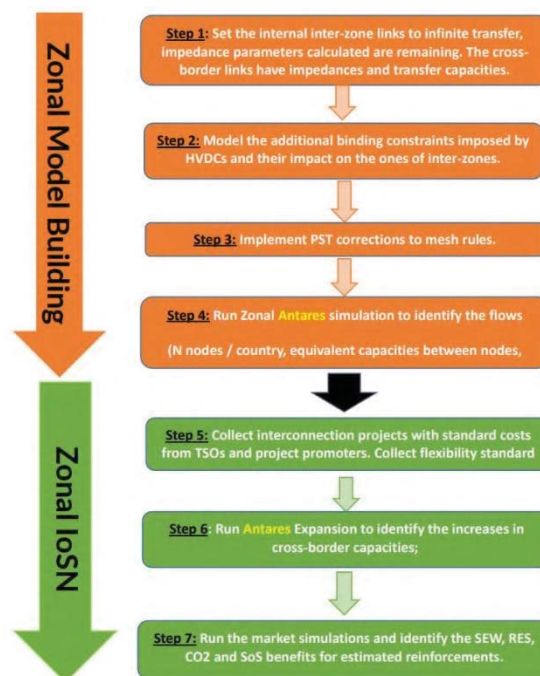 Zonal Model Building
Step 1: Set the internal inter-zone links to infinite transfer,
impedance parameters calculated are remaining. The cross-
border links have impedances and transfer capacities.
Step 2: Model the additional binding constraints imposed by
HVDCs and their impact on the ones of inter-zones.
Step 3: Implement PST corrections to mesh rules.
Step 4: Run Zonal Antares simulation to identify the flows
(N nodes / country, equivalent capacities between nodes,
Zonal IoSN
Step 5: Collect interconnection projects with standard costs
from TSOs and project promoters. Collect flexibility standard
Step 6: Run Antares Expansion to identify the increases in
cross-border capacities;
Step 7: Run the market simulations and identify the SEW, RES,
CO2 and SoS benefits for estimated reinforcements.